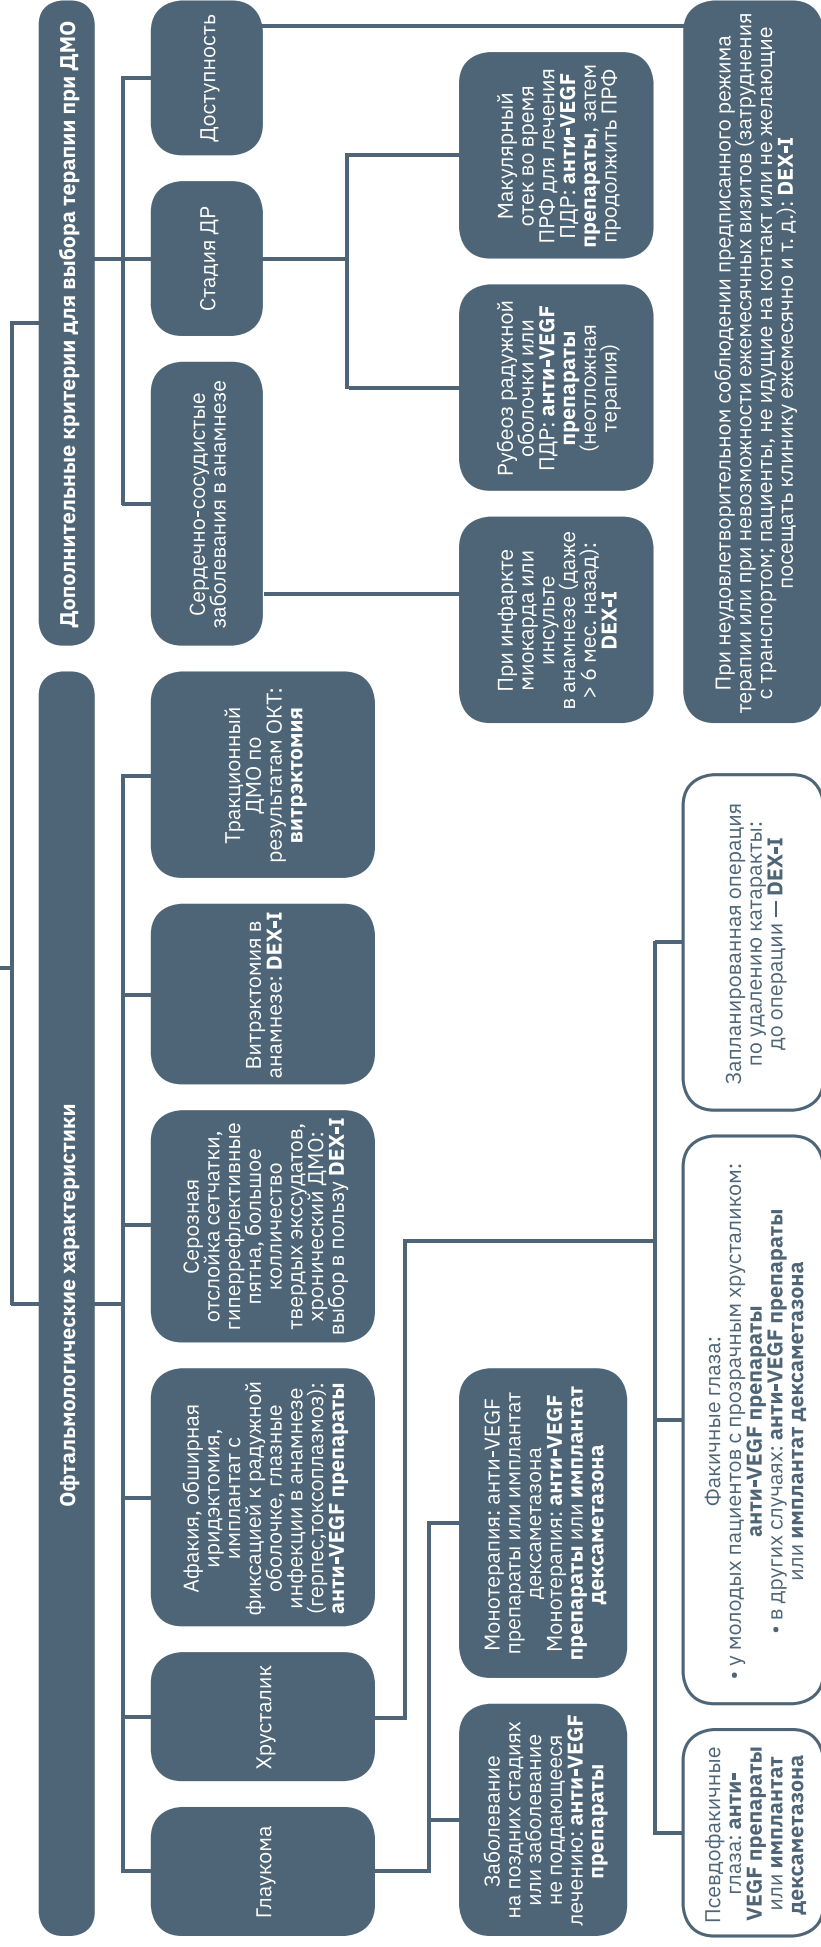 Офтальмологические характеристики
Дополнительные критерии для выбора терапии при ДМО
Глаукома
Хрусталик
Афакия, обширная
иридэктомия,
имплантат с
фиксацией к радужной
оболочке, глазные
инфекции в анамнезе
(герпес,токсоплазмоз):
анти-VEGF препараты
Серозная
отслойка сетчатки,
гиперрефлективные
пятна, большое
колличество
твердых экссудатов,
хронический ДМО:
выбор в пользу DEX-I
Витрэктомия в
анамнезе: DEX-I
Тракционный
ДМО по
результатам ОКТ:
витрэктомия
Сердечно-сосудистые
заболевания в анамнезе
Стадия ДР
Доступность
Заболевание
на поздних стадиях
или заболевание
не поддающееся
лечению: анти-VEGF
препараты
Монотерапия: анти-VEGF
препараты или имплантат
дексаметазона
Монотерапия: анти-VEGF
препараты или имплантат
дексаметазона
При инфаркте
миокарда или
инсульте
в анамнезе (даже
> 6 мес. назад):
DEX-I
Рубеоз радужной
оболочки или
ПДР: анти-VEGF
препараты
(неотложная
терапия)
Макулярный
отек во время
ПРФ для лечения
ПДР: анти-VEGF
препараты, затем
продолжить ПРФ
Псевдофакичные
глаза: анти-
VEGF препараты
или имплантат
дексаметазона
Факичные глаза:
• у молодых пациентов с прозрачным хрусталиком:
анти-VEGF препараты
• в других случаях: анти-VEGF препараты
или имплантат дексаметазона
Запланированная операция
по удалению катаракты:
до операции — DEX-I
При неудовлетворительном соблюдении предписанного режима
терапии или при невозможности ежемесячных визитов (затруднения
с транспортом; пациенты, не идущие на контакт или не желающие
посещать клинику ежемесячно и т. д.): DEX-I